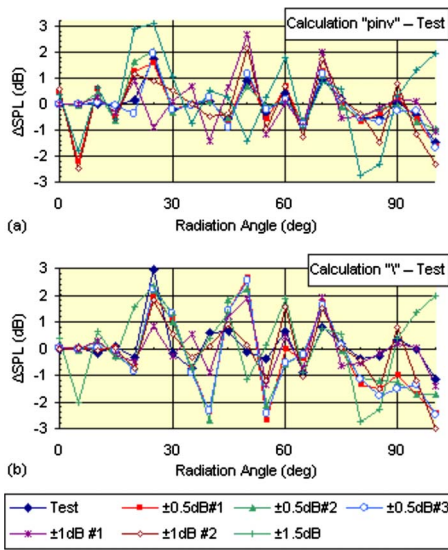 Calculation "pinv" – Test
ΔSPL (dB)
3
2
1
0
-1
-2
-3
0 30 60 90
(a) Radiation Angle (deg)
Calculation "\" – Test
ΔSPL (dB)
3
2
1
0
-1
-2
-3
0 30 60 90
(b) Radiation Angle (deg)
Test ±0.5dB#1 ±0.5dB#2 ±0.5dB#3
±1dB #1 ±1dB #2 ±1.5dB